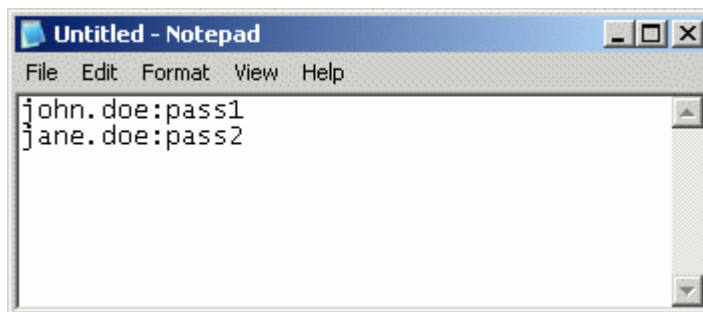 Untitled - Notepad
File Edit Format View Help
john.doe:pass1
jane.doe:pass2